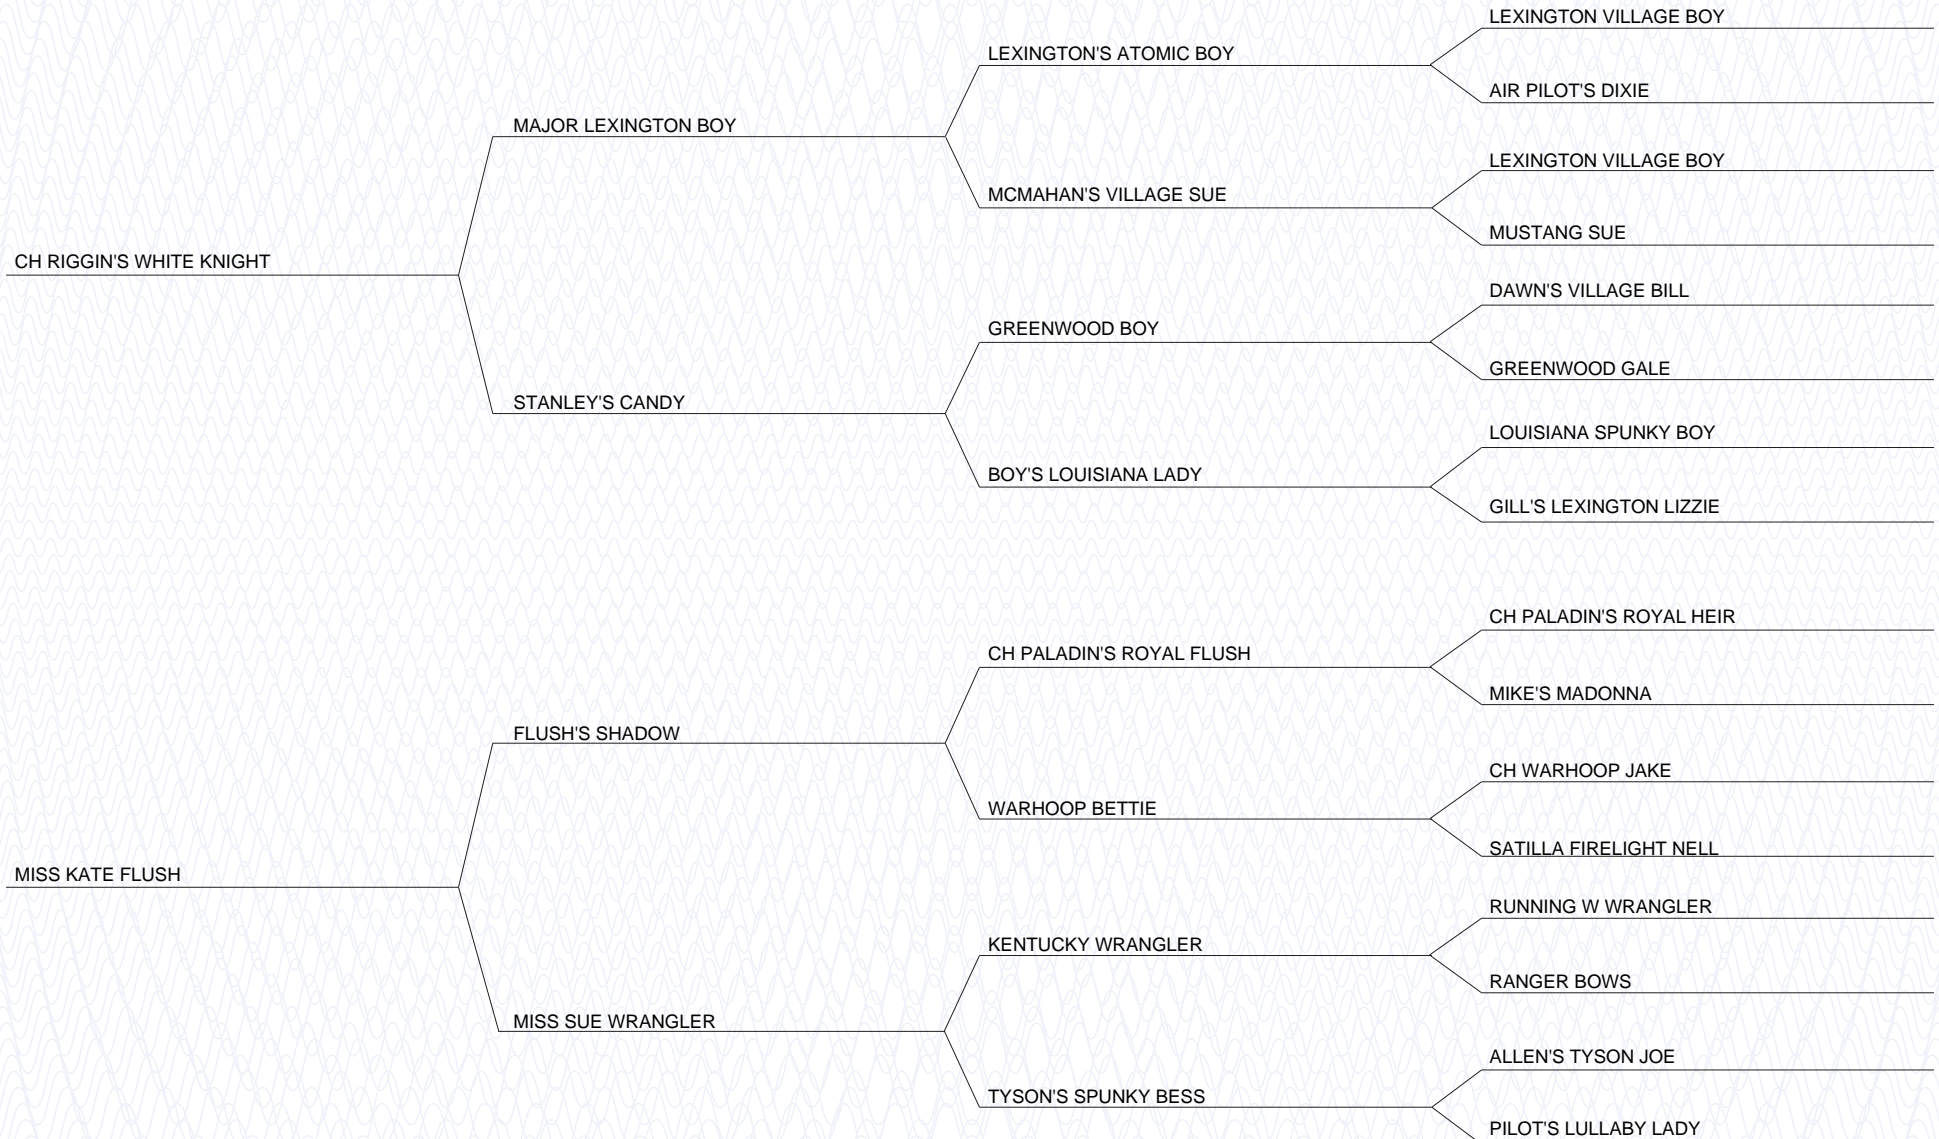 LEXINGTON VILLAGE BOY
LEXINGTON'S ATOMIC BOY
AIR PILOT'S DIXIE
MAJOR LEXINGTON BOY
LEXINGTON VILLAGE BOY
MCMAHAN'S VILLAGE SUE
MUSTANG SUE
CH RIGGIN'S WHITE KNIGHT
DAWN'S VILLAGE BILL
GREENWOOD BOY
GREENWOOD GALE
STANLEY'S CANDY
LOUISIANA SPUNKY BOY
BOY'S LOUISIANA LADY
GILL'S LEXINGTON LIZZIE
CH PALADIN'S ROYAL HEIR
CH PALADIN'S ROYAL FLUSH
MIKE'S MADONNA
FLUSH'S SHADOW
CH WARHOOP JAKE
WARHOOP BETTIE
SATILLA FIRELIGHT NELL
MISS KATE FLUSH
RUNNING W WRANGLER
KENTUCKY WRANGLER
RANGER BOWS
MISS SUE WRANGLER
ALLEN'S TYSON JOE
TYSON'S SPUNKY BESS
PILOT'S LULLABY LADY